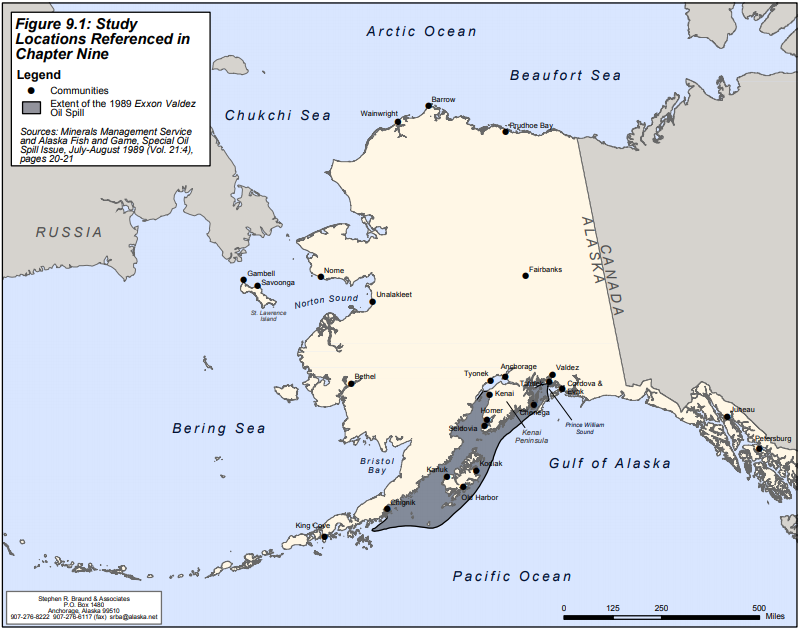 Figure 9.1: Study
Locations Referenced in
Chapter Nine
Legend
Communities
Extent of the 1989 Exxon Valdez
Oil Spill
Sources: Minerals Management Service
and Alaska Fish and Game, Special Oil
Spill Issue, July-August 1989 (Vol. 21:4),
pages 20-21
Arctic Ocean
Beaufort Sea
Chukchi Sea
Barrow
Wainwright
Prudhoe Bay
RUSSIA
ALASKA
CANADA
Gambell
Savoonga
St. Lawrence
Island
Nome
Norton Sound
Unalakleet
Fairbanks
Bethel
Tyonek
Anchorage
Valdez
Cordova &
Kenai
Homer
Seldovia
Chenega
Kenai
Peninsula
Prince William
Sound
Juneau
Petersburg
Bering Sea
Bristol
Bay
Gulf of Alaska
Karluk
Kodiak
Old Harbor
Chignik
King Cove
Pacific Ocean
Stephen R. Braund & Associates
P.O. Box 1480
Anchorage, Alaska 99510
907-276-8222 907-276-6117 (fax) srba@alaska.net
0 125 250 500
Miles